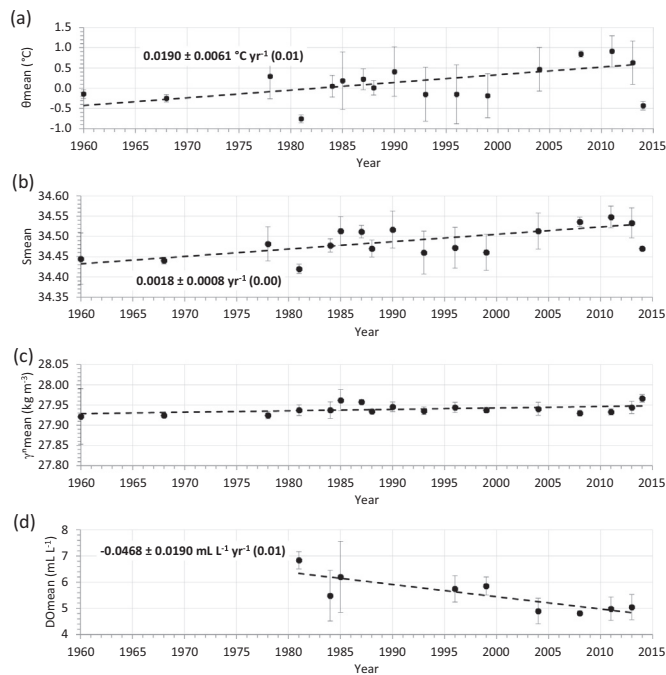 (a)
1.5
1.0
0.5
0.0
-0.5
-1.0
θmean (°C)
0.0190 ± 0.0061 °C yr⁻¹ (0.01)
1960 1965 1970 1975 1980 1985 1990 1995 2000 2005 2010 2015
Year
(b)
34.60
34.55
34.50
34.45
34.40
34.35
Smean
0.0018 ± 0.0008 yr⁻¹ (0.00)
1960 1965 1970 1975 1980 1985 1990 1995 2000 2005 2010 2015
Year
(c)
28.05
28.00
27.95
27.90
27.85
27.80
γⁿmean (kg m⁻³)
1960 1965 1970 1975 1980 1985 1990 1995 2000 2005 2010 2015
Year
(d)
8
7
6
5
4
DOmean (mL L⁻¹)
-0.0468 ± 0.0190 mL L⁻¹ yr⁻¹ (0.01)
1960 1965 1970 1975 1980 1985 1990 1995 2000 2005 2010 2015
Year